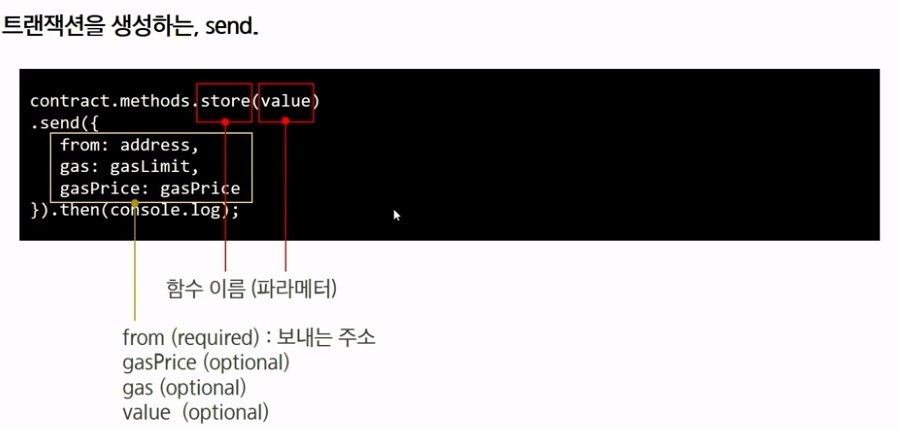 트랜잭션을 생성하는, send.
contract.methods.store(value)
.send({
from: address,
gas: gasLimit,
gasPrice: gasPrice
}).then(console.log);
함수 이름 (파라메터)
from (required) : 보내는 주소
gasPrice (optional)
gas (optional)
value (optional)